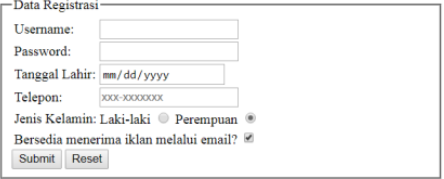 Data Registrasi
Username:
Password:
Tanggal Lahir: mm/dd/yyyy
Telepon: xxx-xxxxxxx
Jenis Kelamin: Laki-laki Perempuan
Bersedia menerima iklan melalui email?
Submit Reset